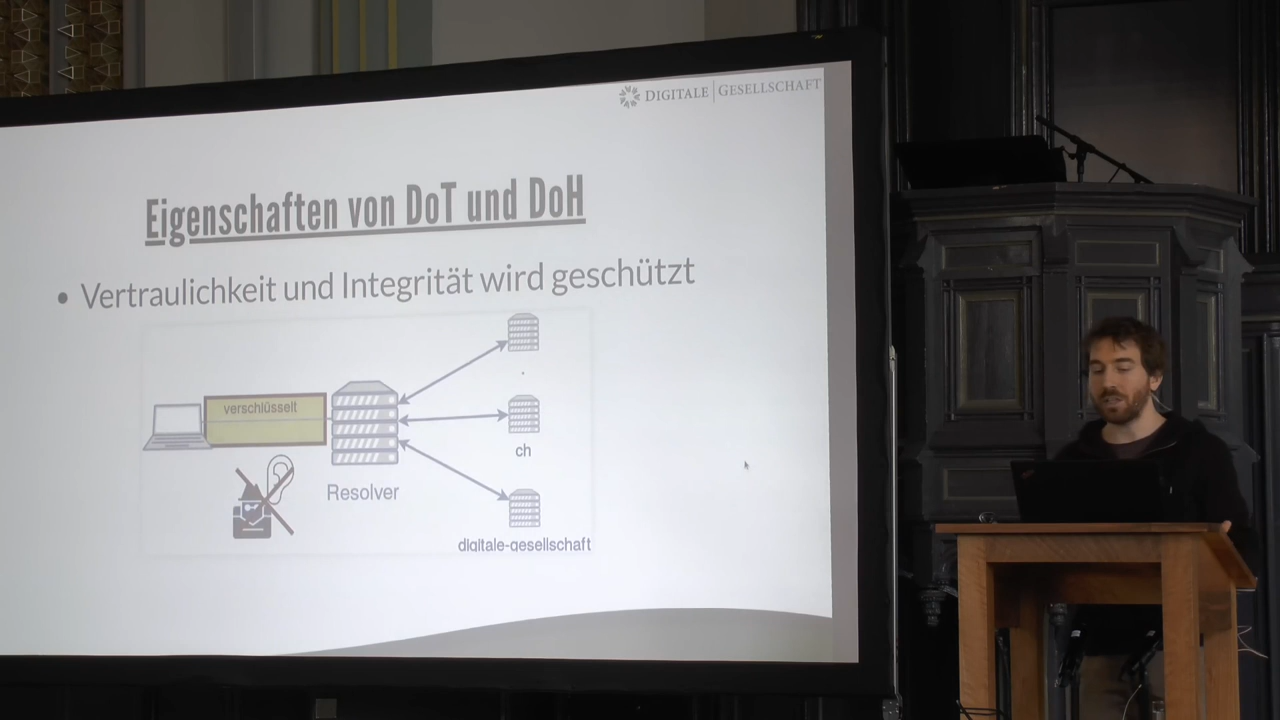 DIGITALE | GESELLSCHAFT
Eigenschaften von DoT und DoH
• Vertraulichkeit und Integrität wird geschützt
verschlüsselt
.
ch
Resolver
digitale-gesellschaft